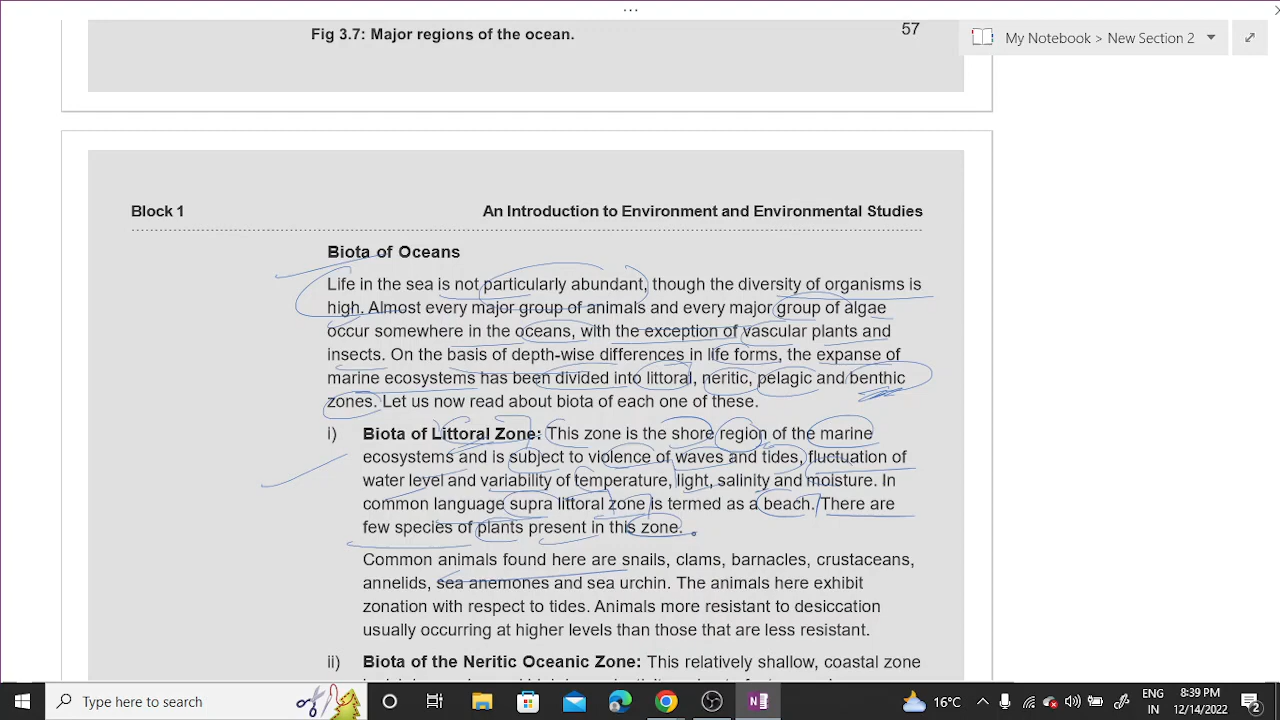 ...
Fig 3.7: Major regions of the ocean.
57
My Notebook > New Section 2
Block 1
An Introduction to Environment and Environmental Studies
Biota of Oceans
Life in the sea is not particularly abundant, though the diversity of organisms is
high. Almost every major group of animals and every major group of algae
occur somewhere in the oceans, with the exception of vascular plants and
insects. On the basis of depth-wise differences in life forms, the expanse of
marine ecosystems has been divided into littoral, neritic, pelagic and benthic
zones. Let us now read about biota of each one of these.
i) Biota of Littoral Zone: This zone is the shore region of the marine
ecosystems and is subject to violence of waves and tides, fluctuation of
water level and variability of temperature, light, salinity and moisture. In
common language supra littoral zone is termed as a beach. There are
few species of plants present in this zone.
Common animals found here are snails, clams, barnacles, crustaceans,
annelids, sea anemones and sea urchin. The animals here exhibit
zonation with respect to tides. Animals more resistant to desiccation
usually occurring at higher levels than those that are less resistant.
ii) Biota of the Neritic Oceanic Zone: This relatively shallow, coastal zone
Type here to search
16°C
ENG
IN
8:39 PM
12/14/2022
2